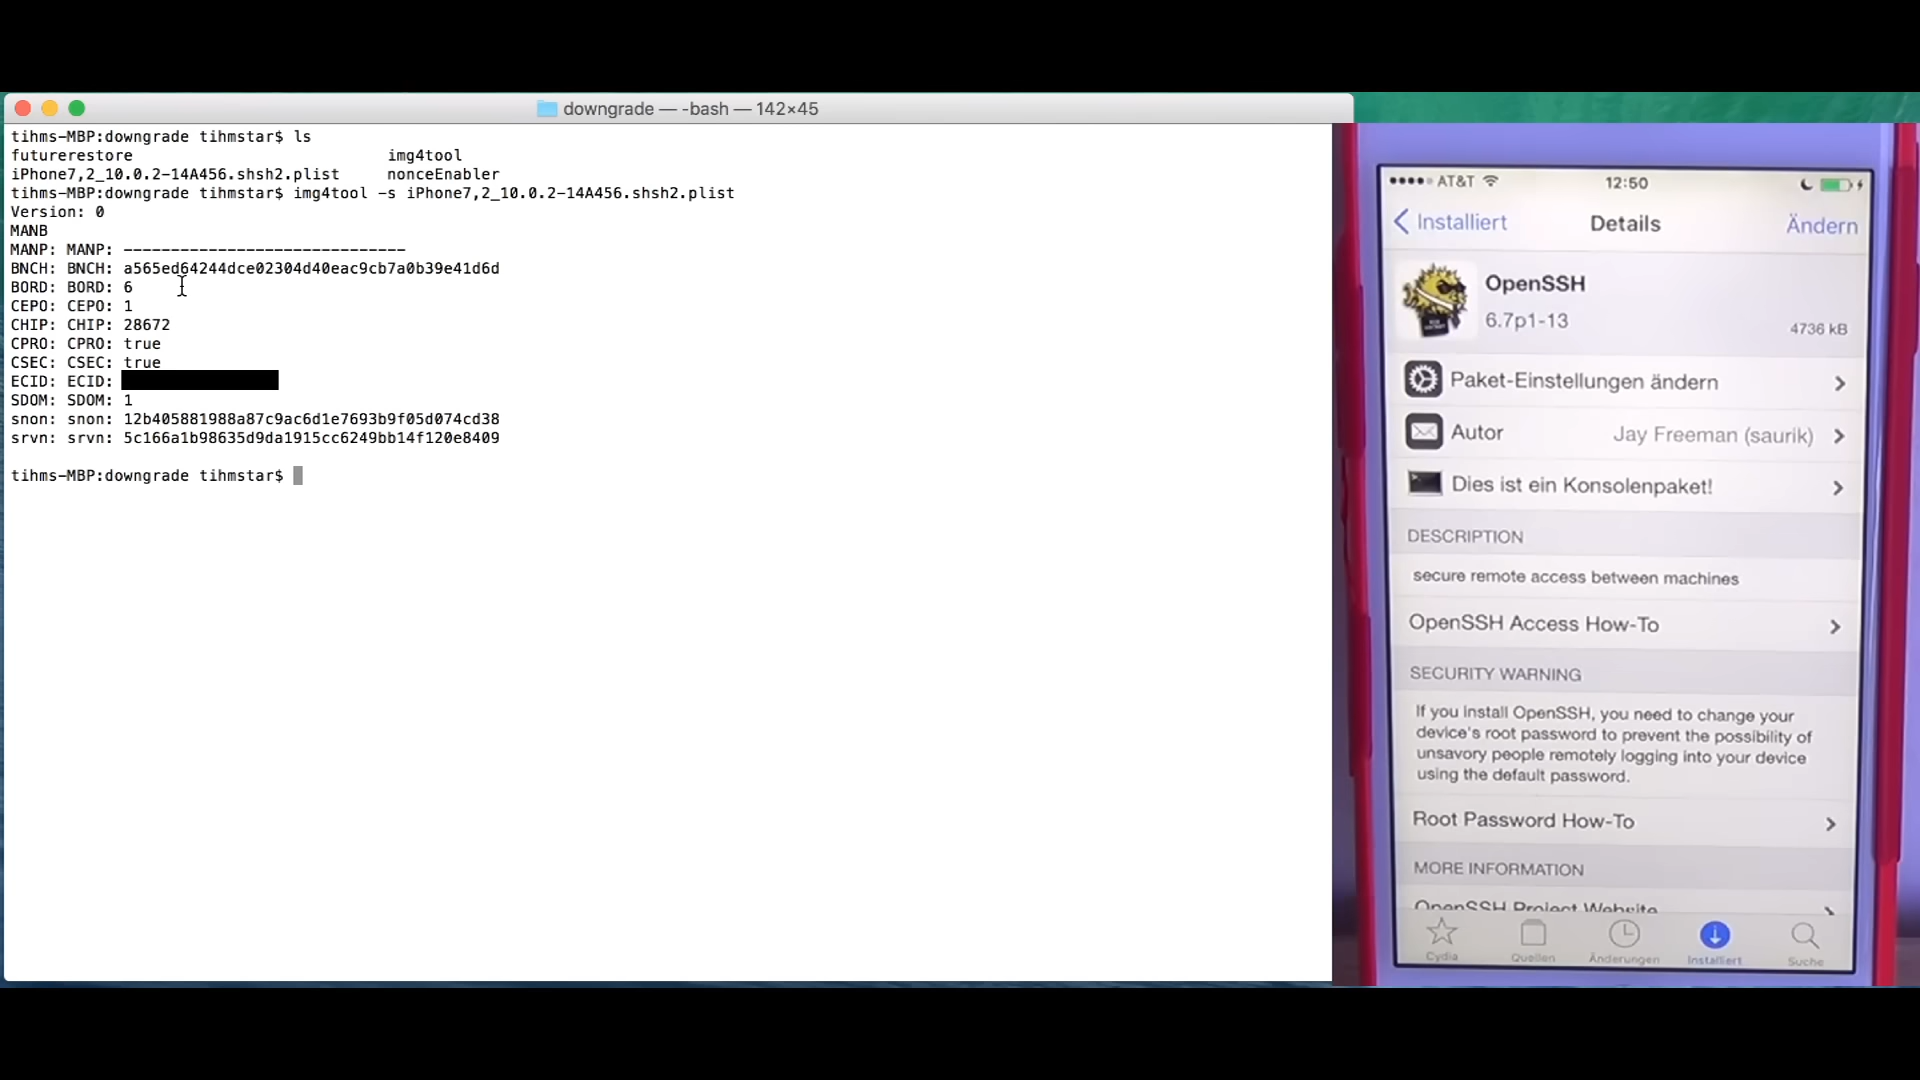 downgrade — -bash — 142×45
tihms-MBP:downgrade tihmstar$ ls
futurerestore img4tool
iPhone7,2_10.0.2-14A456.shsh2.plist nonceEnabler
tihms-MBP:downgrade tihmstar$ img4tool -s iPhone7,2_10.0.2-14A456.shsh2.plist
Version: 0
MANB
MANP: MANP: ------------------------------
BNCH: BNCH: a565ed64244dce02304d40eac9cb7a0b39e41d6d
BORD: BORD: 6
CEPO: CEPO: 1
CHIP: CHIP: 28672
CPRO: CPRO: true
CSEC: CSEC: true
ECID: ECID:
SDOM: SDOM: 1
snon: snon: 12b405881988a87c9ac6d1e7693b9f05d074cd38
srvn: srvn: 5c166a1b98635d9da1915cc6249bb14f120e8409
tihms-MBP:downgrade tihmstar$
AT&T 12:50
Installiert Details Ändern
OpenSSH
6.7p1-13 4736 kB
Paket-Einstellungen ändern
Autor Jay Freeman (saurik)
Dies ist ein Konsolenpaket!
DESCRIPTION
secure remote access between machines
OpenSSH Access How-To
SECURITY WARNING
If you install OpenSSH, you need to change your
device's root password to prevent the possibility of
unsavory people remotely logging into your device
using the default password.
Root Password How-To
MORE INFORMATION
OpenSSH Project Website
Cydia Quellen Änderungen Installiert Suche